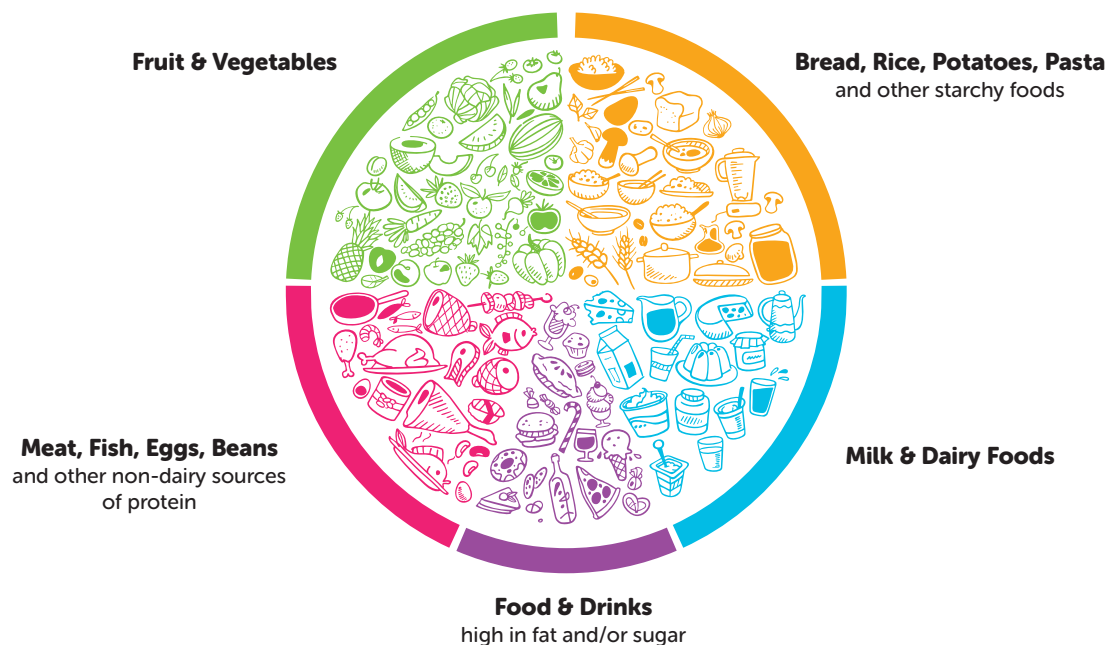 Fruit & Vegetables
Bread, Rice, Potatoes, Pasta
and other starchy foods
Meat, Fish, Eggs, Beans
and other non-dairy sources
of protein
Milk & Dairy Foods
Food & Drinks
high in fat and/or sugar